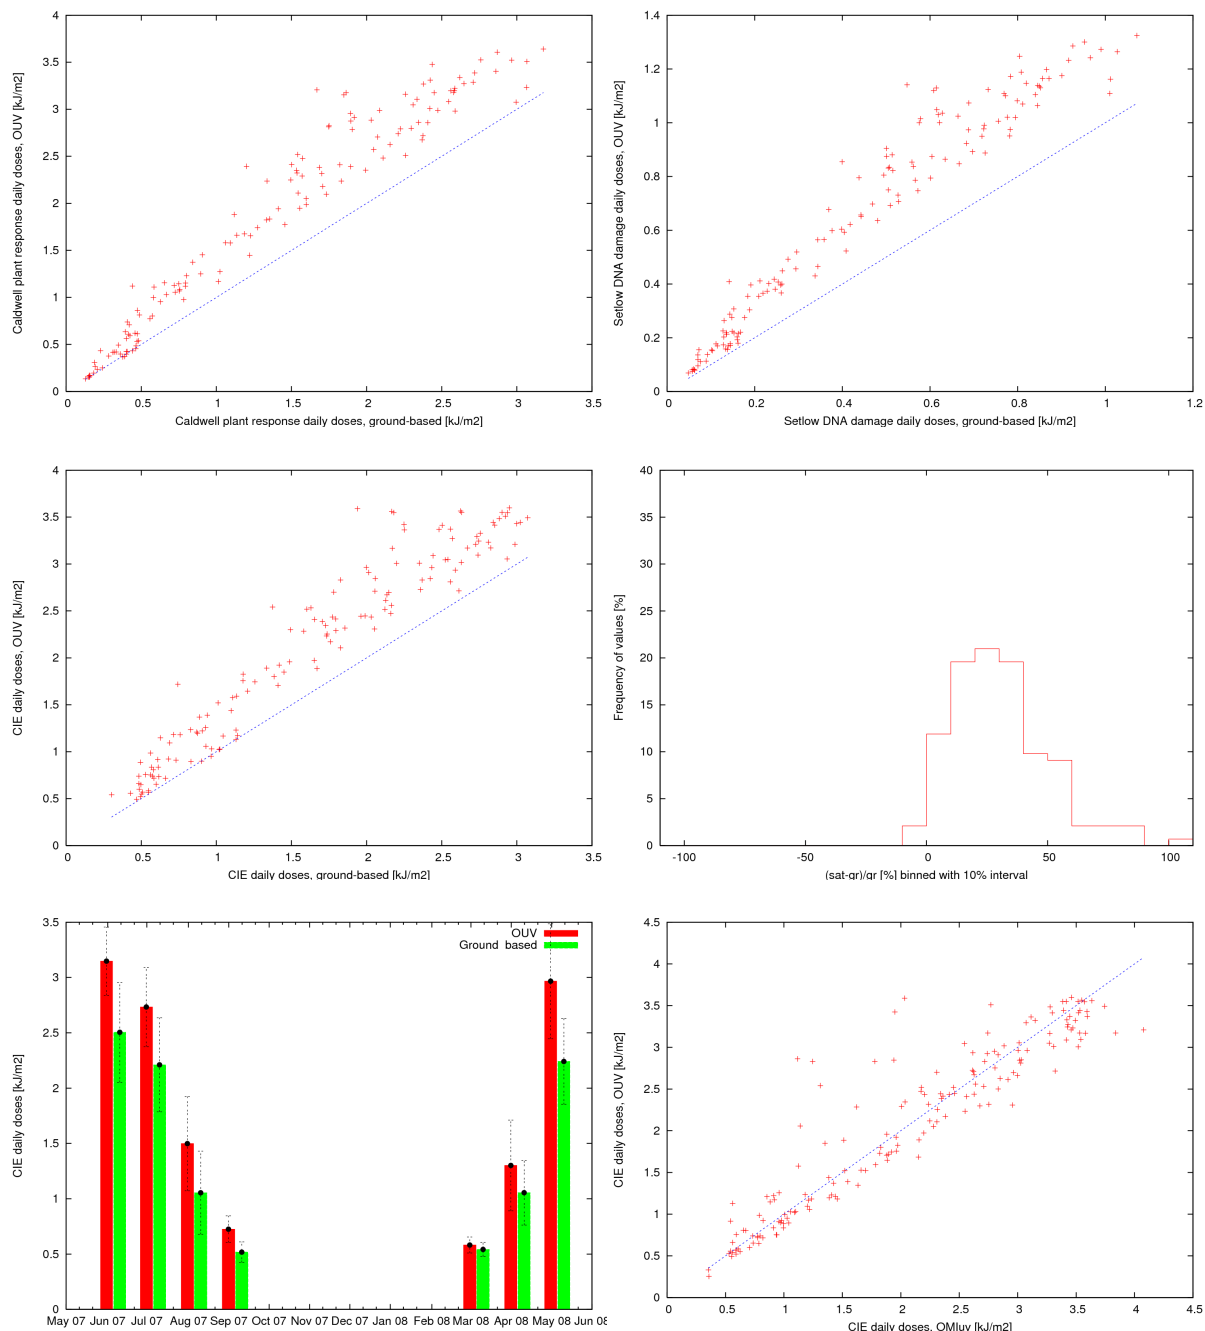 4
3.5
3
2.5
2
1.5
1
0.5
0
0 0.5 1 1.5 2 2.5 3 3.5
Caldwell plant response daily doses, OUV [kJ/m2]
Caldwell plant response daily doses, ground-based [kJ/m2]
1.4
1.2
1
0.8
0.6
0.4
0.2
0
0 0.2 0.4 0.6 0.8 1 1.2
Setlow DNA damage daily doses, OUV [kJ/m2]
Setlow DNA damage daily doses, ground-based [kJ/m2]
4
3.5
3
2.5
2
1.5
1
0.5
0
0 0.5 1 1.5 2 2.5 3 3.5
CIE daily doses, OUV [kJ/m2]
CIE daily doses, ground-based [kJ/m2]
40
35
30
25
20
15
10
5
0
-100 -50 0 50 100
Frequency of values [%]
(sat-gr)/gr [%] binned with 10% interval
3.5
3
2.5
2
1.5
1
0.5
0
OUV
Ground based
May 07 Jun 07 Jul 07 Aug 07 Sep 07 Oct 07 Nov 07 Dec 07 Jan 08 Feb 08 Mar 08 Apr 08 May 08 Jun 08
CIE daily doses [kJ/m2]
4.5
4
3.5
3
2.5
2
1.5
1
0.5
0
0 0.5 1 1.5 2 2.5 3 3.5 4 4.5
CIE daily doses, OUV [kJ/m2]
CIE daily doses, OMIuv [kJ/m2]